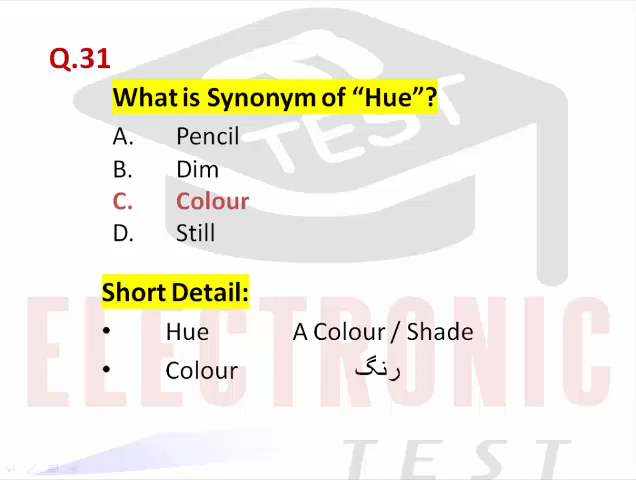 Q.31
What is Synonym of “Hue”?
A. Pencil
B. Dim
C. Colour
D. Still
Short Detail:
• Hue A Colour / Shade
• Colour رنگ
TEST
ELECTRONIC
TEST